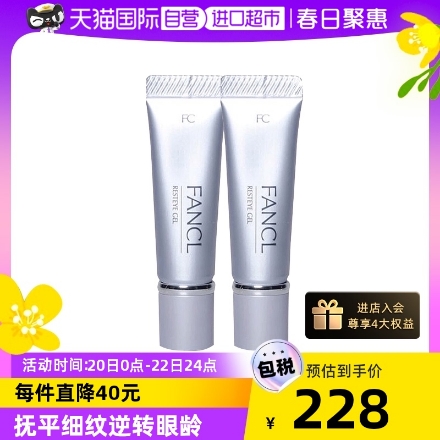 天猫国际 自营 进口超市 春日聚惠
FC
FANCL
RESTEYE GEL
FC
FANCL
RESTEYE GEL
进店入会
尊享4大权益
活动时间:20日0点-22日24点
包税
预估到手价
每件直降40元
¥ 228
抚平细纹逆转眼龄